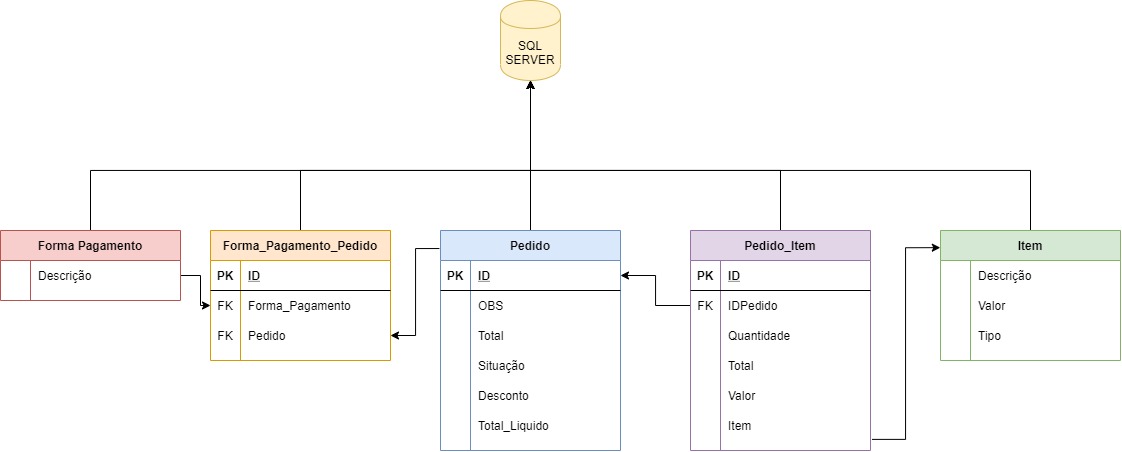 SQL
SERVER
Forma Pagamento
Descrição
Forma_Pagamento_Pedido
PK ID
FK Forma_Pagamento
FK Pedido
Pedido
PK ID
OBS
Total
Situação
Desconto
Total_Liquido
Pedido_Item
PK ID
FK IDPedido
Quantidade
Total
Valor
Item
Item
Descrição
Valor
Tipo